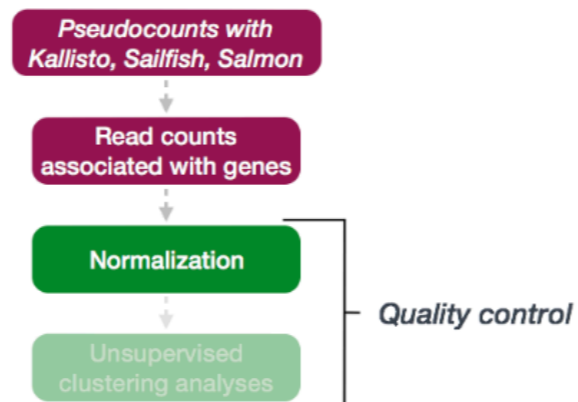 Pseudocounts with
Kallisto, Sailfish, Salmon
Read counts
associated with genes
Normalization
Quality control
Unsupervised
clustering analyses